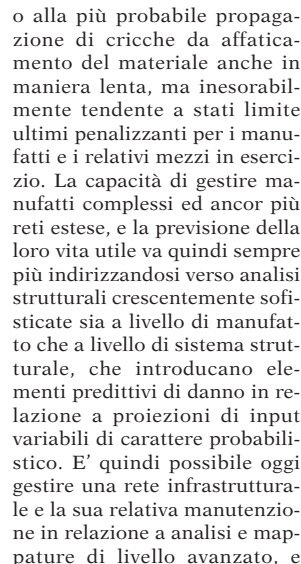 o alla più probabile propaga-
zione di cricche da affatica-
mento del materiale anche in
maniera lenta, ma inesorabil-
mente tendente a stati limite
ultimi penalizzanti per i manu-
fatti e i relativi mezzi in eserci-
zio. La capacità di gestire ma-
nufatti complessi ed ancor più
reti estese, e la previsione della
loro vita utile va quindi sempre
più indirizzandosi verso analisi
strutturali crescentemente sofi-
sticate sia a livello di manufat-
to che a livello di sistema strut-
turale, che introducano ele-
menti predittivi di danno in re-
lazione a proiezioni di input
variabili di carattere probabili-
stico. E' quindi possibile oggi
gestire una rete infrastruttura-
le e la sua relativa manutenzio-
ne in relazione a analisi e map-
pature di livello avanzato, e